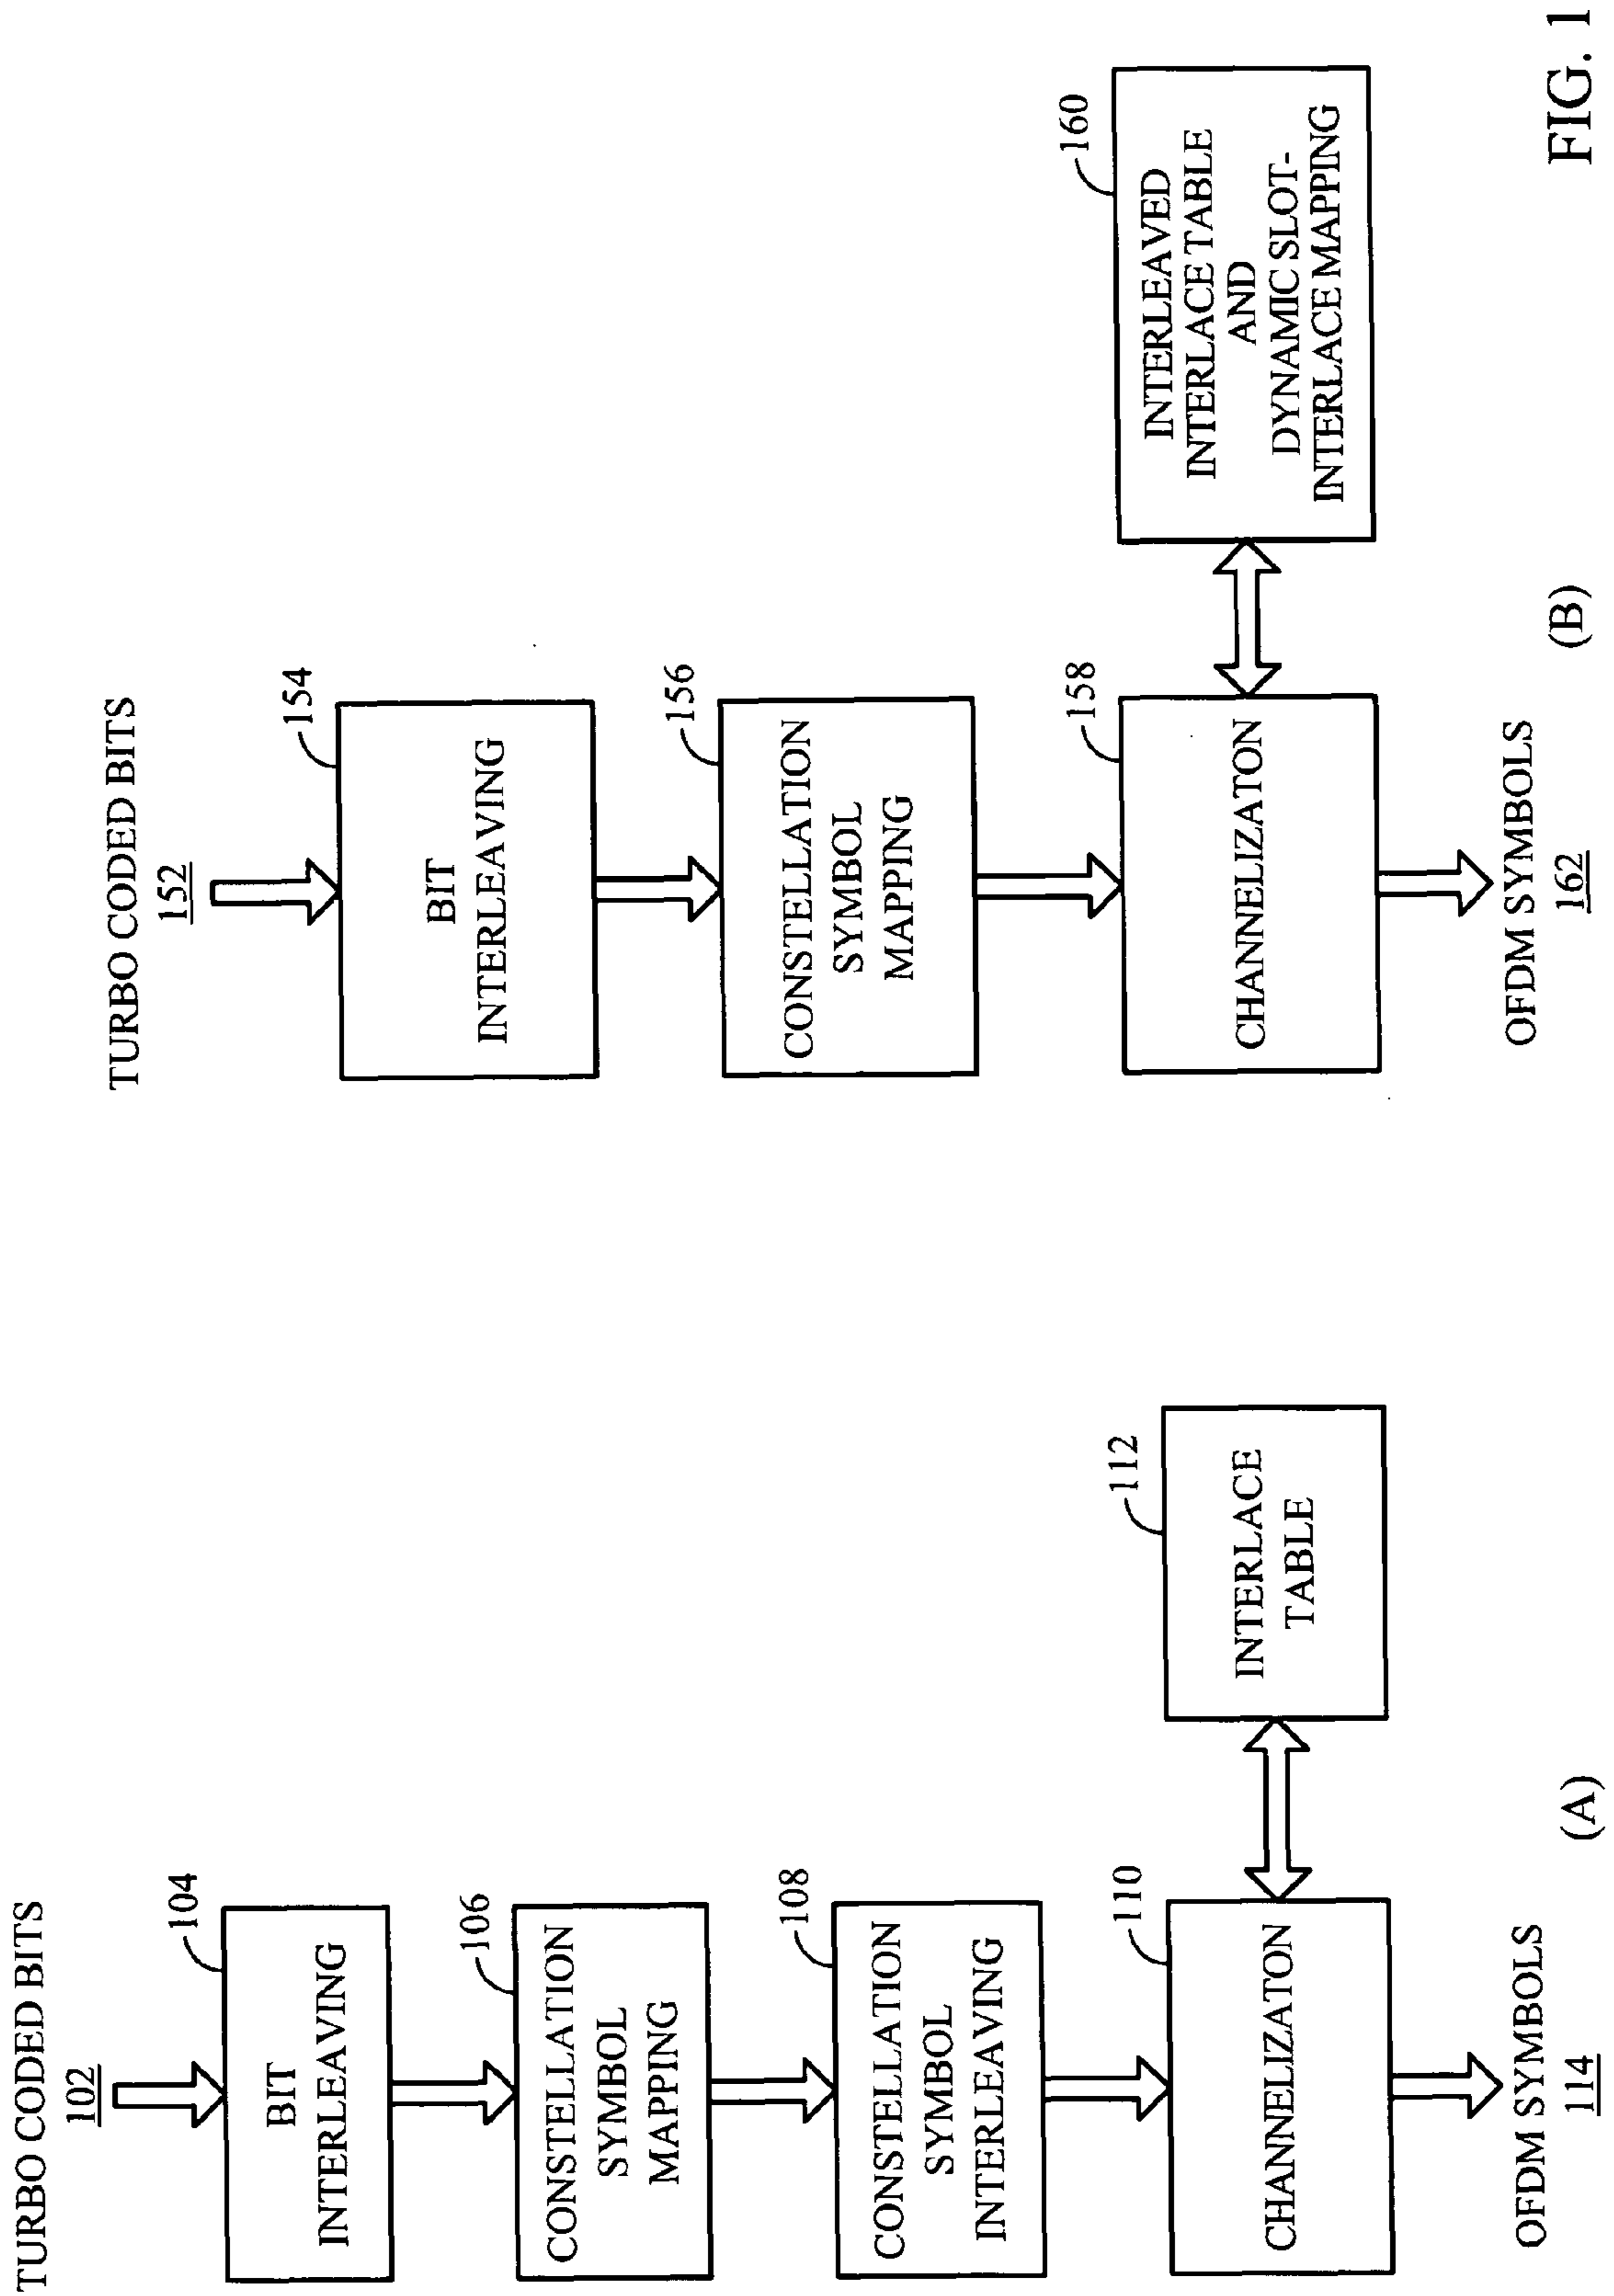 TURBO CODED BITS
102
104
BIT
INTERLEAVING
106
CONSTELLATION
SYMBOL
MAPPING
108
CONSTELLATION
SYMBOL
INTERLEAVING
110
CHANNELIZATON
112
INTERLACE
TABLE
OFDM SYMBOLS
114
(A)
TURBO CODED BITS
152
154
BIT
INTERLEAVING
156
CONSTELLATION
SYMBOL
MAPPING
158
CHANNELIZATON
160
INTERLEAVED
INTERLACE TABLE
AND
DYNAMIC SLOT-
INTERLACE MAPPING
OFDM SYMBOLS
162
(B)
FIG. 1